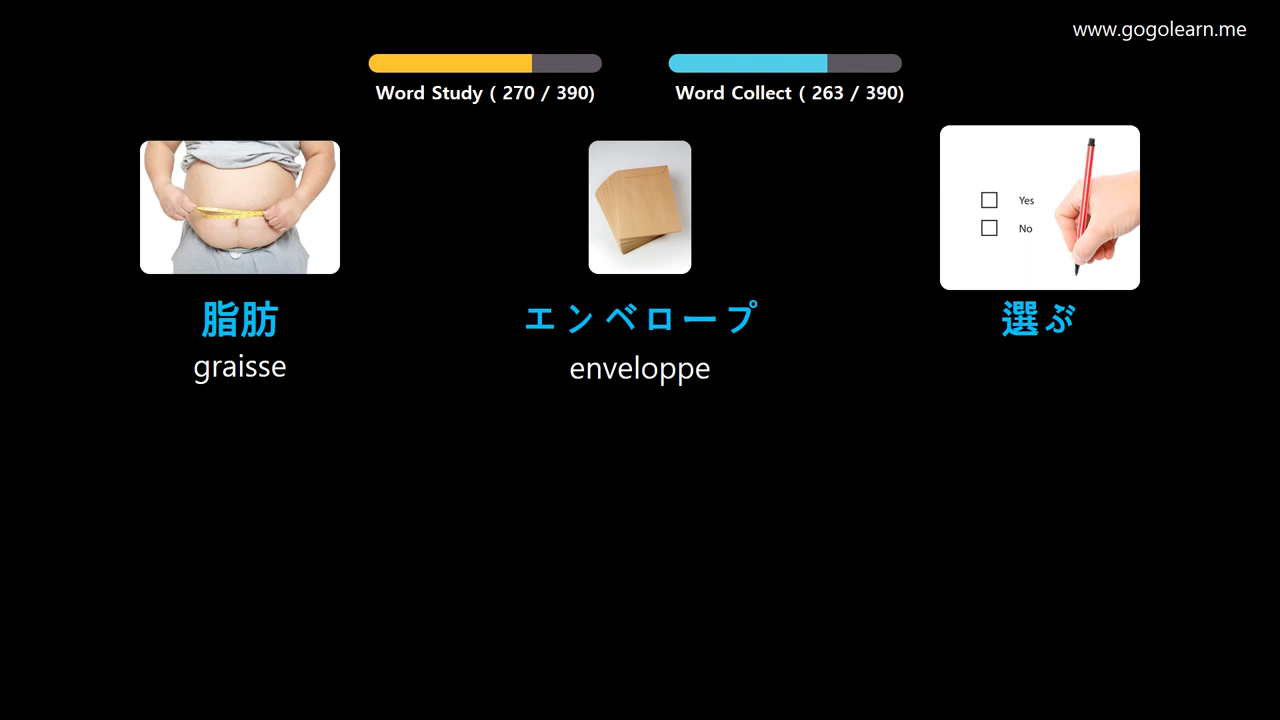 www.gogolearn.me
Word Study ( 270 / 390)
Word Collect ( 263 / 390)
Yes
No
脂肪
エンベロープ
選ぶ
graisse
enveloppe